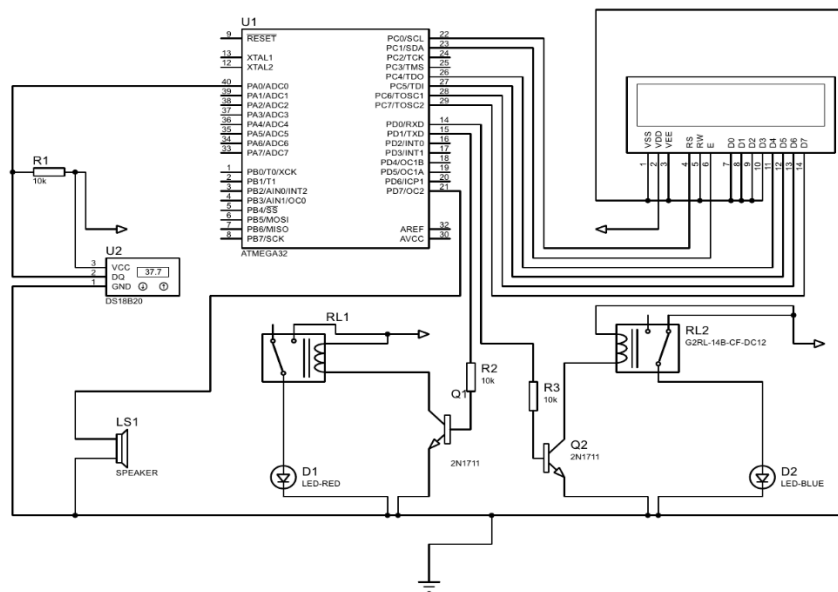 U1
9 RESET PC0/SCL 22
PC1/SDA 23
13 XTAL1 PC2/TCK 24
12 XTAL2 PC3/TMS 25
PC4/TDO 26
40 PA0/ADC0 PC5/TDI 27
39 PA1/ADC1 PC6/TOSC1 28
38 PA2/ADC2 PC7/TOSC2 29
37 PA3/ADC3
36 PA4/ADC4 PD0/RXD 14
35 PA5/ADC5 PD1/TXD 15
34 PA6/ADC6 PD2/INT0 16
33 PA7/ADC7 PD3/INT1 17
PD4/OC1B 18
1 PB0/T0/XCK PD5/OC1A 19
2 PB1/T1 PD6/ICP1 20
3 PB2/AIN0/INT2 PD7/OC2 21
4 PB3/AIN1/OC0
5 PB4/SS
6 PB5/MOSI
7 PB6/MISO AREF 32
8 PB7/SCK AVCC 30
ATMEGA32
VSS VDD VEE RS RW E D0 D1 D2 D3 D4 D5 D6 D7
1 2 3 4 5 6 7 8 9 10 11 12 13 14
R1
10k
U2
3 VCC
2 DQ 37.7
1 GND
DS18B20
RL1
RL2
G2RL-14B-CF-DC12
R2
10k
Q1
2N1711
R3
10k
Q2
2N1711
LS1
SPEAKER
D1
LED-RED
D2
LED-BLUE